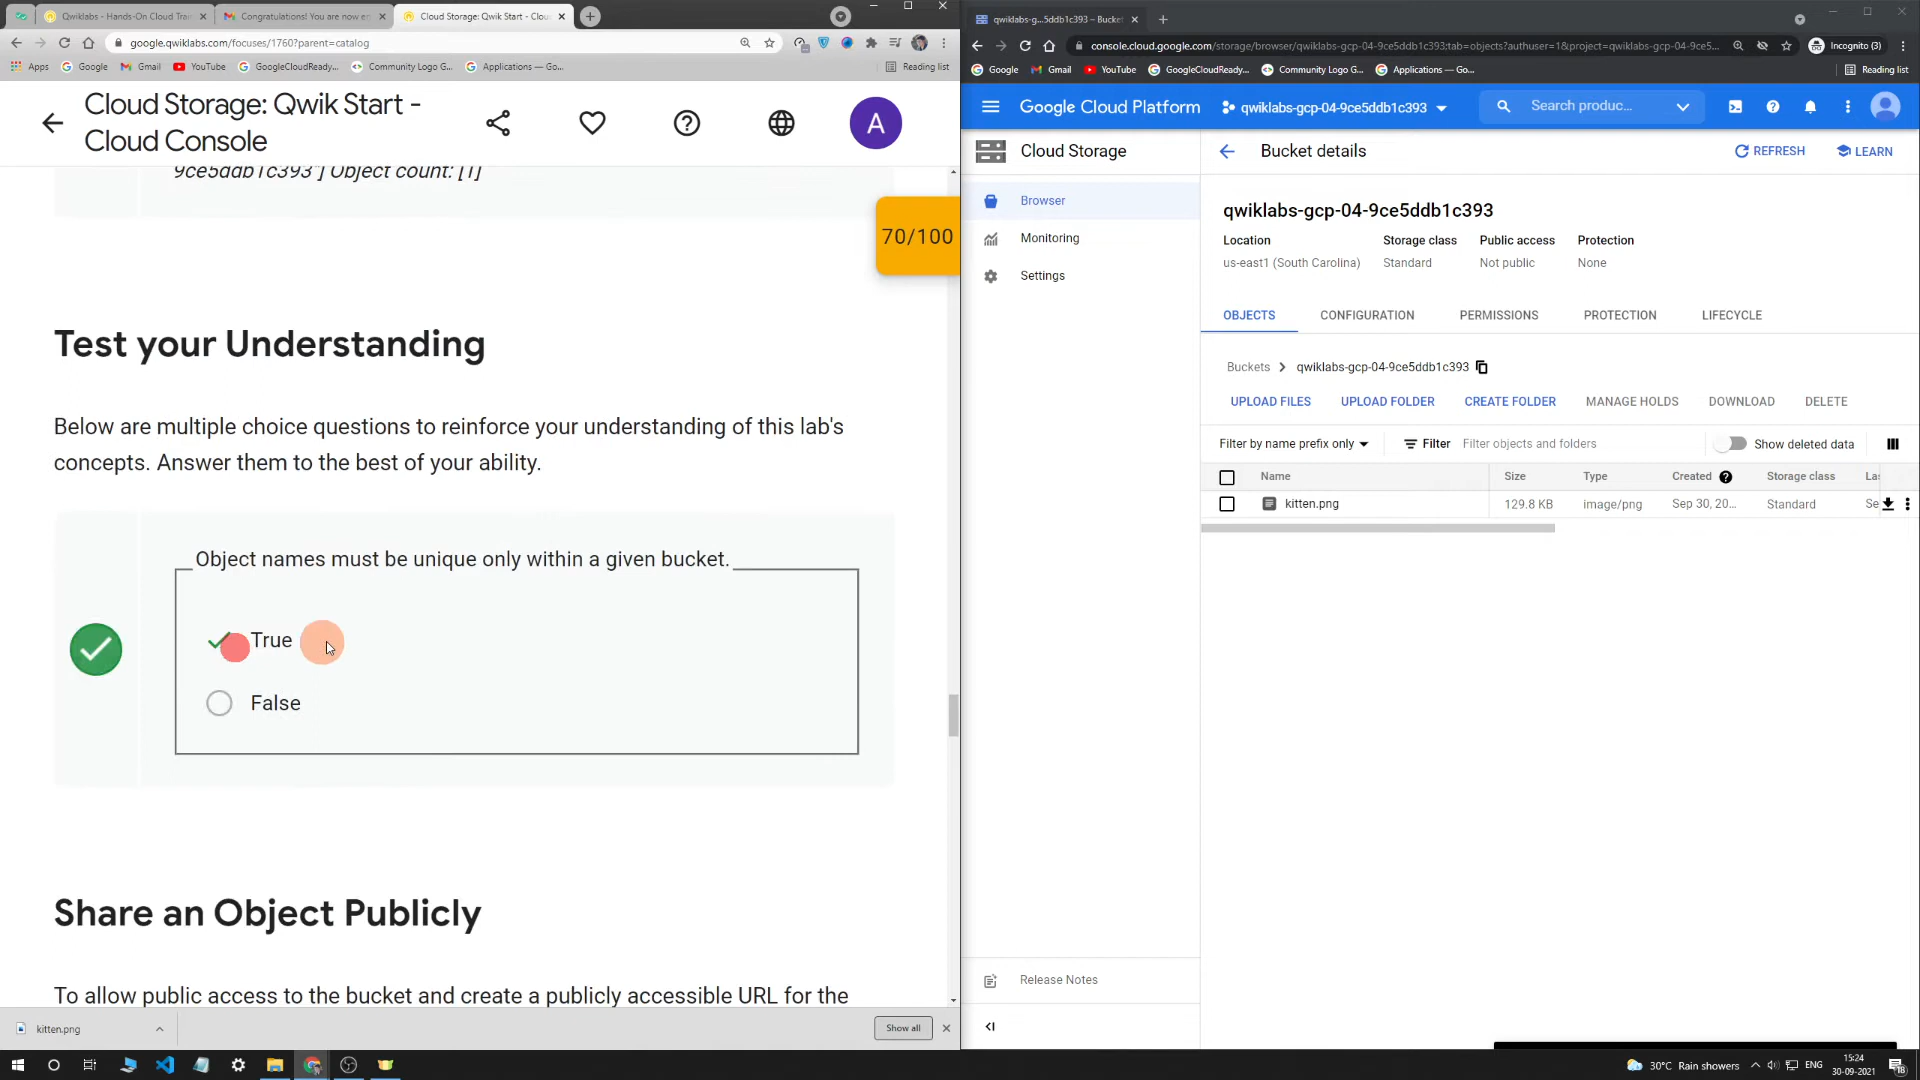 Qwiklabs - Hands-On Cloud Trai
Congratulations! You are now en
Cloud Storage: Qwik Start - Clou
google.qwiklabs.com/focuses/1760?parent=catalog
Apps
Google
Gmail
YouTube
GoogleCloudReady...
Community Logo G...
Applications — Go...
Reading list
Cloud Storage: Qwik Start -
Cloud Console
A
9ce5ddb1c393"] Object count: [1]
70/100
Test your Understanding
Below are multiple choice questions to reinforce your understanding of this lab's
concepts. Answer them to the best of your ability.
Object names must be unique only within a given bucket.
True
False
Share an Object Publicly
To allow public access to the bucket and create a publicly accessible URL for the
kitten.png
Show all
qwiklabs-g...5ddb1c393 – Bucket
console.cloud.google.com/storage/browser/qwiklabs-gcp-04-9ce5ddb1c393;tab=objects?authuser=1&project=qwiklabs-gcp-04-9ce5...
Incognito (3)
Google
Gmail
YouTube
GoogleCloudReady...
Community Logo G...
Applications — Go...
Reading list
Google Cloud Platform
qwiklabs-gcp-04-9ce5ddb1c393
Search produc...
Cloud Storage
Bucket details
REFRESH
LEARN
Browser
Monitoring
Settings
qwiklabs-gcp-04-9ce5ddb1c393
Location
Storage class
Public access
Protection
us-east1 (South Carolina)
Standard
Not public
None
OBJECTS
CONFIGURATION
PERMISSIONS
PROTECTION
LIFECYCLE
Buckets
qwiklabs-gcp-04-9ce5ddb1c393
UPLOAD FILES
UPLOAD FOLDER
CREATE FOLDER
MANAGE HOLDS
DOWNLOAD
DELETE
Filter by name prefix only
Filter
Filter objects and folders
Show deleted data
Name
Size
Type
Created
Storage class
Las
kitten.png
129.8 KB
image/png
Sep 30, 20...
Standard
Se
Release Notes
30°C Rain showers
ENG
15:24
30-09-2021